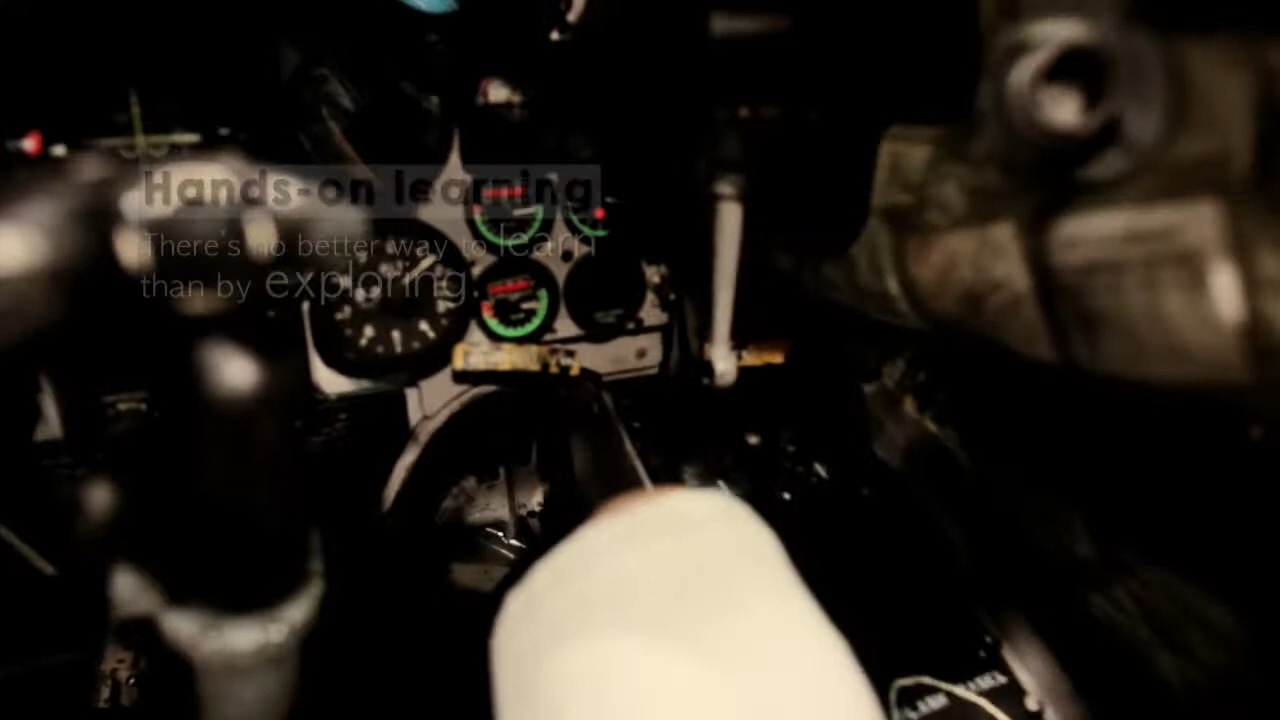 Hands-on learning
There's no better way to learn
than by exploring.